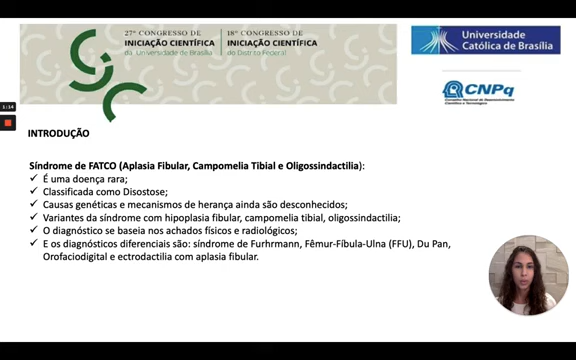 27º CONGRESSO DE
INICIAÇÃO CIENTÍFICA
da Universidade de Brasília
18º CONGRESSO DE
INICIAÇÃO CIENTÍFICA
do Distrito Federal
Universidade
Católica de Brasília
CNPq
Conselho Nacional de Desenvolvimento
Científico e Tecnológico
1:14
INTRODUÇÃO
Síndrome de FATCO (Aplasia Fibular, Campomelia Tibial e Oligossindactilia):
✓ É uma doença rara;
✓ Classificada como Disostose;
✓ Causas genéticas e mecanismos de herança ainda são desconhecidos;
✓ Variantes da síndrome com hipoplasia fibular, campomelia tibial, oligossindactilia;
✓ O diagnóstico se baseia nos achados físicos e radiológicos;
✓ E os diagnósticos diferenciais são: síndrome de Furhrmann, Fêmur-Fíbula-Ulna (FFU), Du Pan,
Orofaciodigital e ectrodactilia com aplasia fibular.